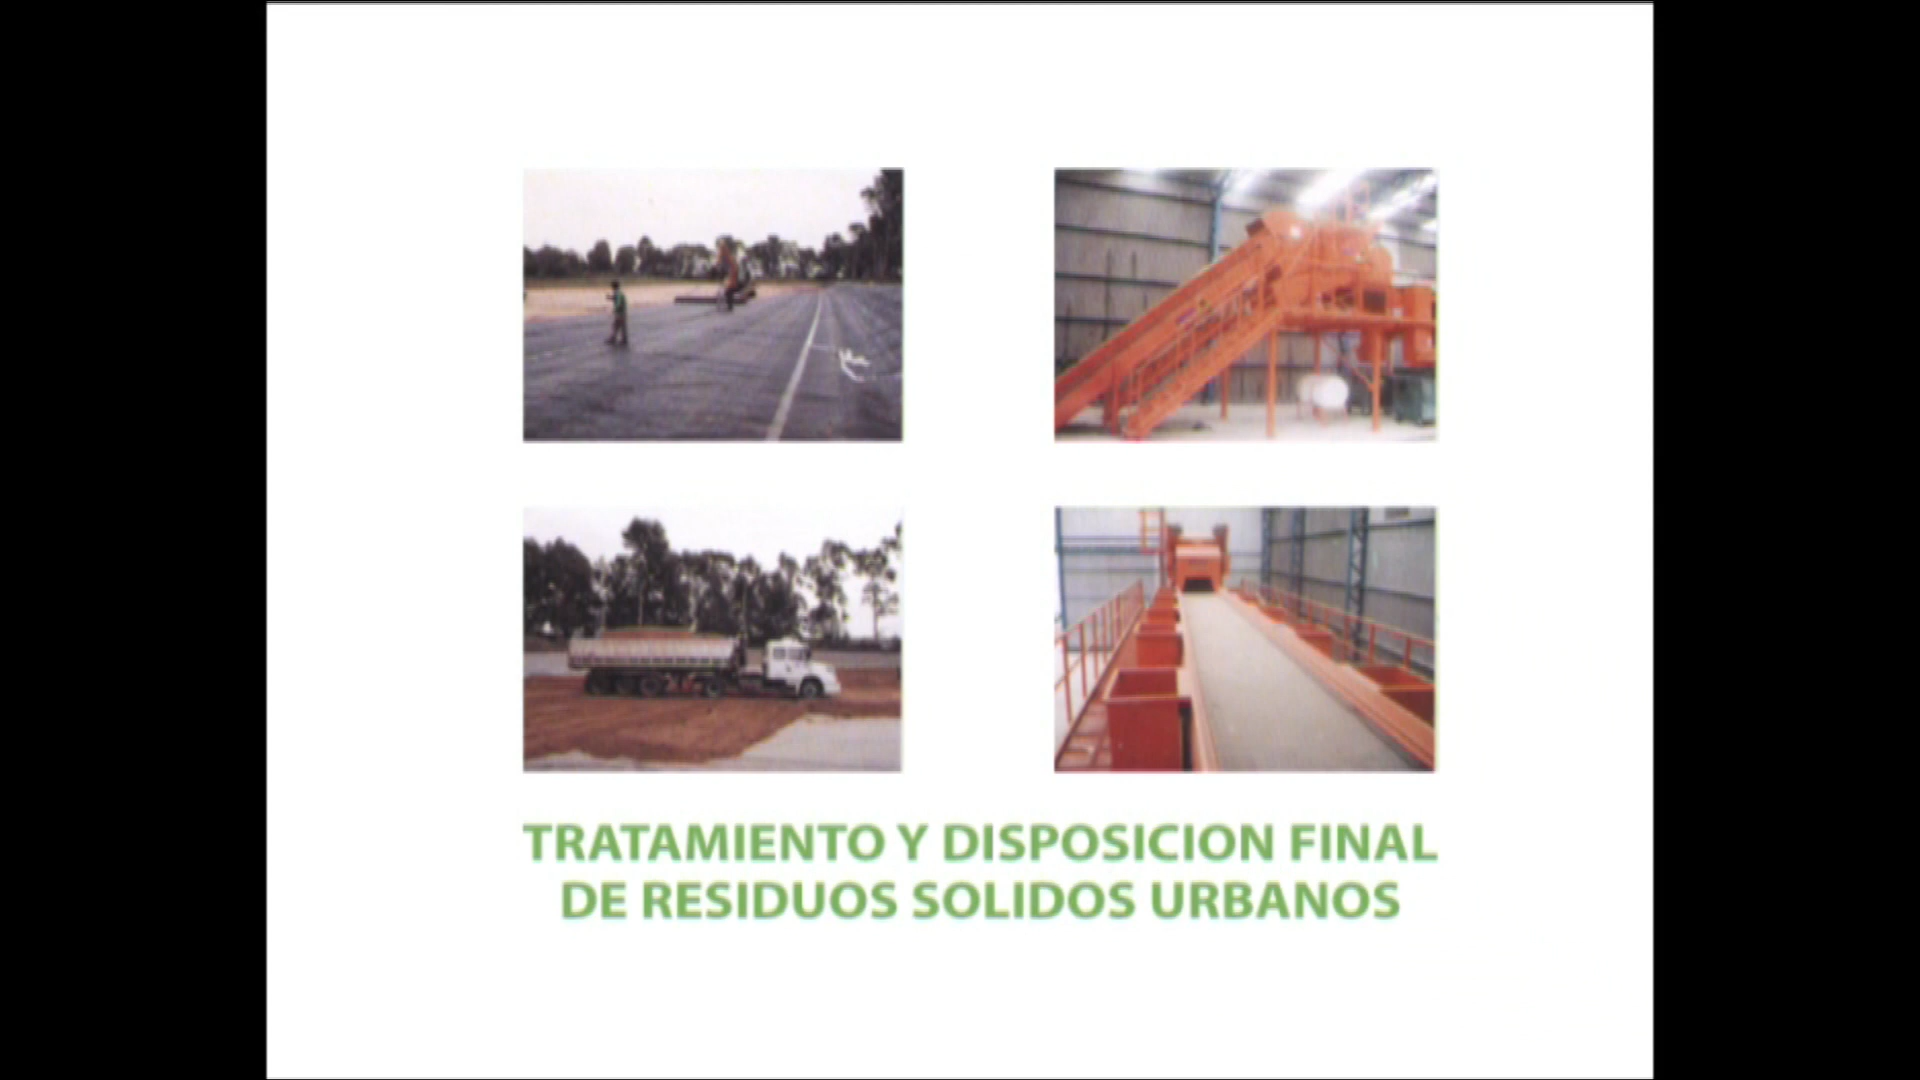 TRATAMIENTO Y DISPOSICION FINAL
DE RESIDUOS SOLIDOS URBANOS